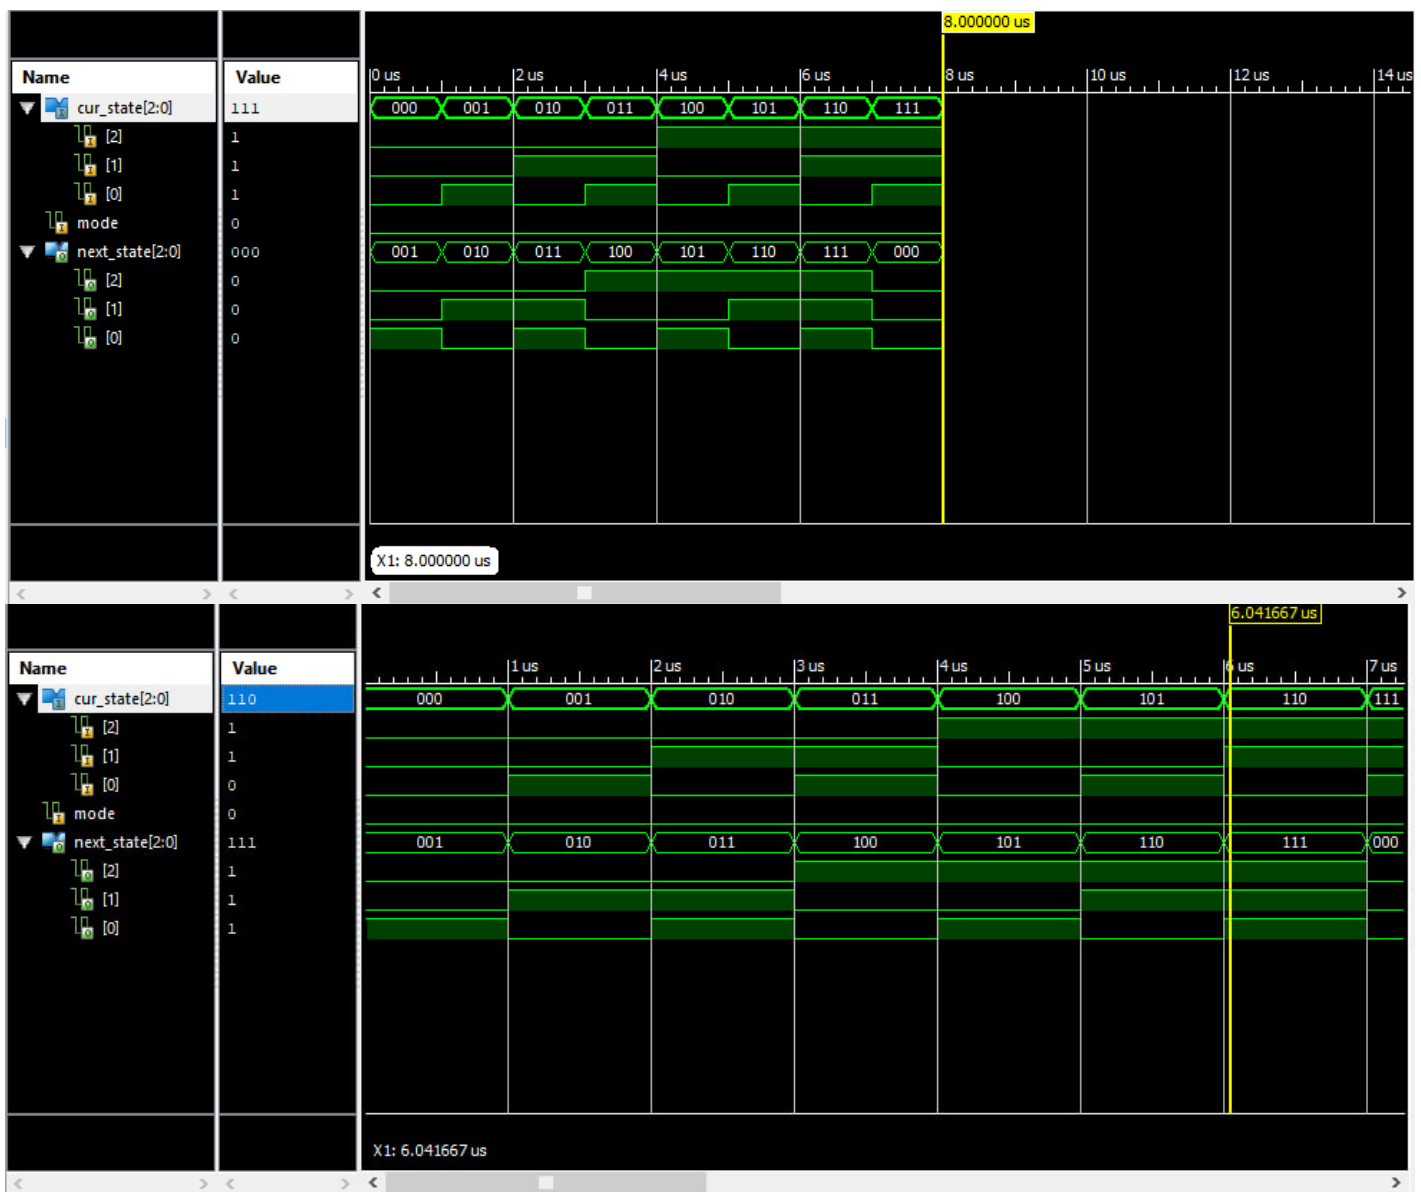 8.000000 us
Name Value 0 us 2 us 4 us 6 us 8 us 10 us 12 us 14 us
cur_state[2:0] 111 000 001 010 011 100 101 110 111
[2] 1
[1] 1
[0] 1
mode 0
next_state[2:0] 000 001 010 011 100 101 110 111 000
[2] 0
[1] 0
[0] 0
X1: 8.000000 us
6.041667 us
Name Value 1 us 2 us 3 us 4 us 5 us 6 us 7 us
cur_state[2:0] 110 000 001 010 011 100 101 110 111
[2] 1
[1] 1
[0] 0
mode 0
next_state[2:0] 111 001 010 011 100 101 110 111 000
[2] 1
[1] 1
[0] 1
X1: 6.041667 us